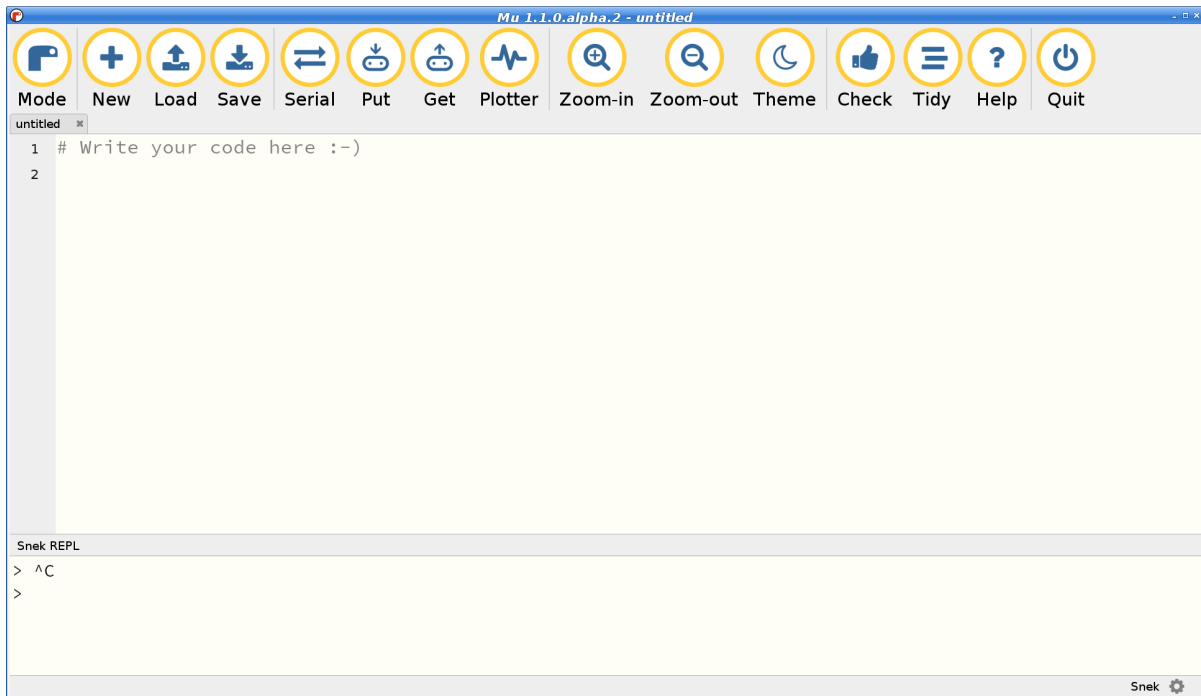 Mu 1.1.0.alpha.2 - untitled
Mode New Load Save Serial Put Get Plotter Zoom-in Zoom-out Theme Check Tidy Help Quit
untitled
1 # Write your code here :-)
2
Snek REPL
> ^C
>
Snek